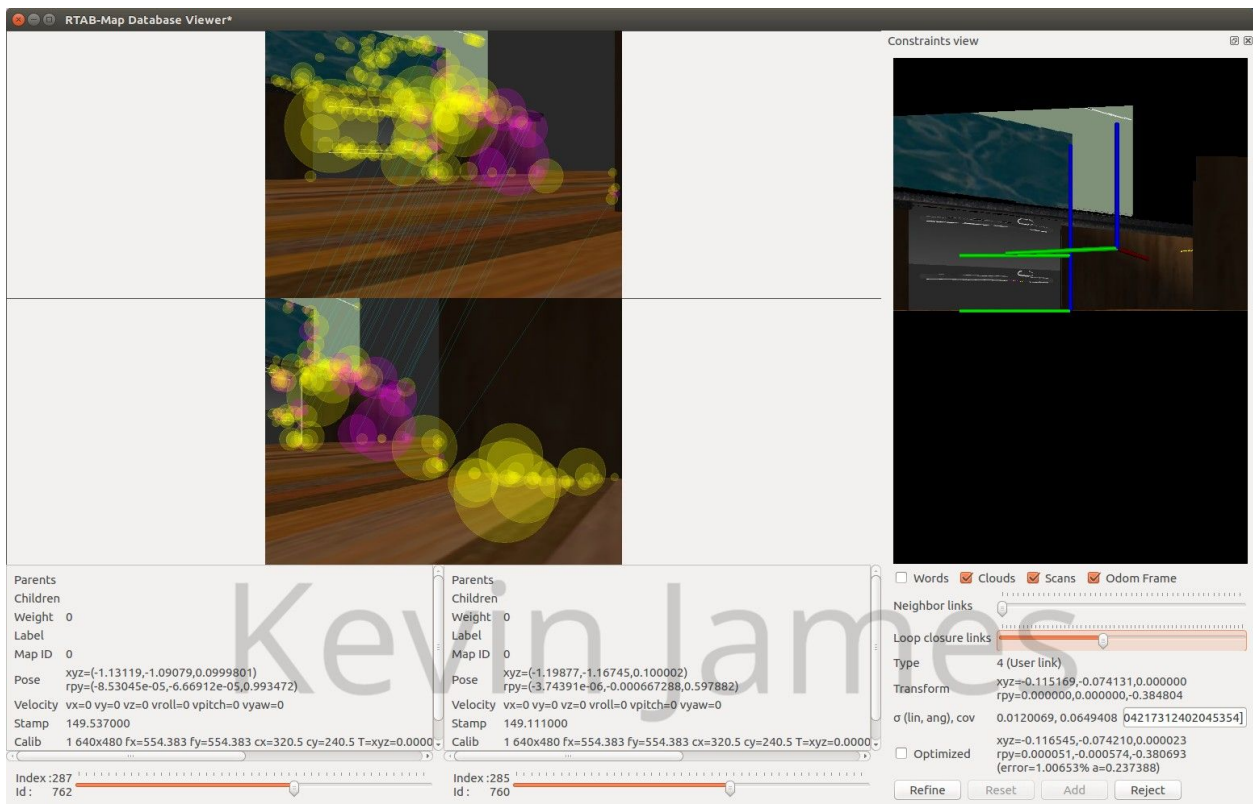 RTAB-Map Database Viewer*
Constraints view
Parents
Children
Weight 0
Label
Map ID 0
Pose xyz=(-1.13119,-1.09079,0.0999801)
rpy=(-8.53045e-05,-6.66912e-05,0.993472)
Velocity vx=0 vy=0 vz=0 vroll=0 vpitch=0 vyaw=0
Stamp 149.537000
Calib 1 640x480 fx=554.383 fy=554.383 cx=320.5 cy=240.5 T=xyz=0.0000
Index :287
Id : 762
Parents
Children
Weight 0
Label
Map ID 0
Pose xyz=(-1.19877,-1.16745,0.100002)
rpy=(-3.74391e-06,-0.000667288,0.597882)
Velocity vx=0 vy=0 vz=0 vroll=0 vpitch=0 vyaw=0
Stamp 149.111000
Calib 1 640x480 fx=554.383 fy=554.383 cx=320.5 cy=240.5 T=xyz=0.0000
Index :285
Id : 760
Words Clouds Scans Odom Frame
Neighbor links
Loop closure links
Type 4 (User link)
Transform xyz=-0.115169,-0.074131,0.000000
rpy=0.000000,0.000000,-0.384804
σ (lin, ang), cov 0.0120069, 0.0649408 04217312402045354]
Optimized xyz=-0.116545,-0.074210,0.000023
rpy=0.000051,-0.000574,-0.380693
(error=1.00653% a=0.237388)
Refine Reset Add Reject
Kevin James